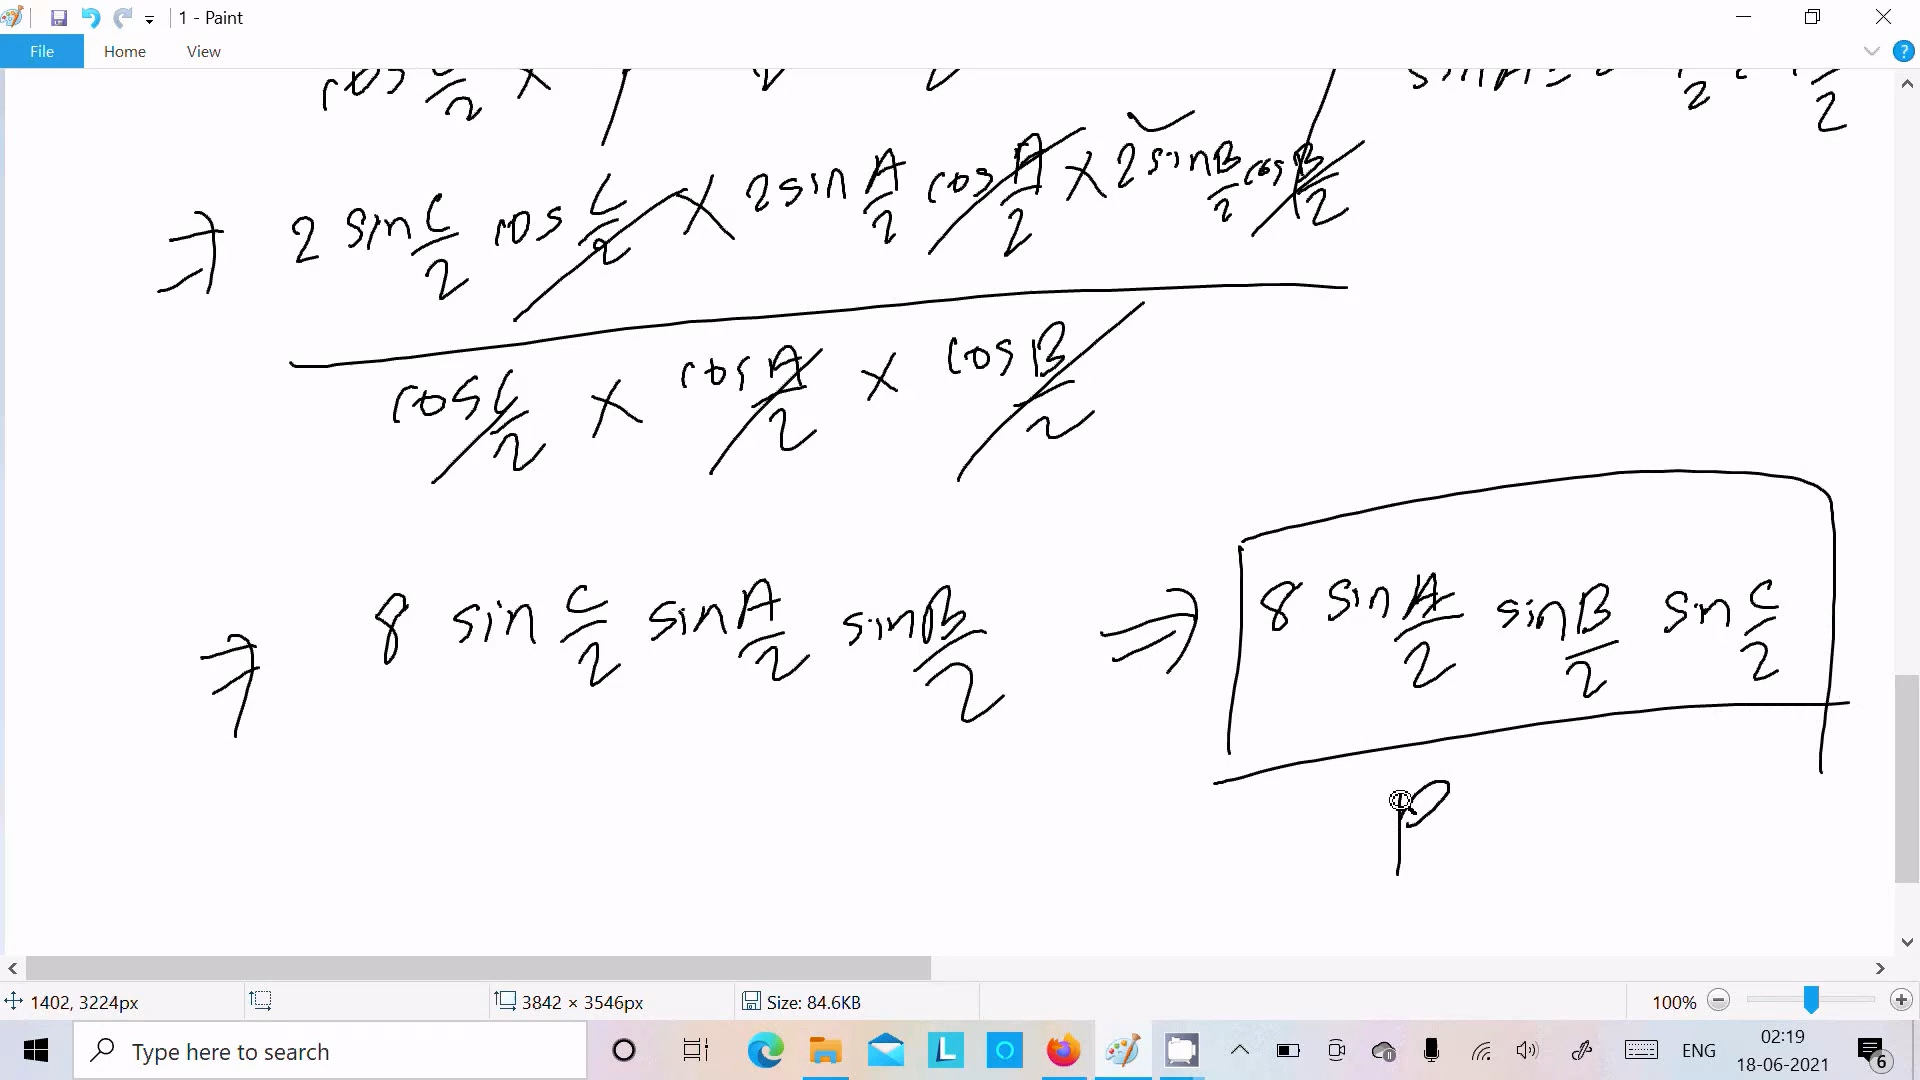 1 - Paint
File Home View
cos C/2 ×
⇒ 2 sin C/2 cos C/2 × 2 sin A/2 cos A/2 × 2 sin B/2 cos B/2
cos C/2 × cos A/2 × cos B/2
⇒ 8 sin C/2 sin A/2 sin B/2 ⇒ 8 sin A/2 sin B/2 sin C/2
P
1402, 3224px 3842 × 3546px Size: 84.6KB 100%
Type here to search ENG 02:19
18-06-2021 6